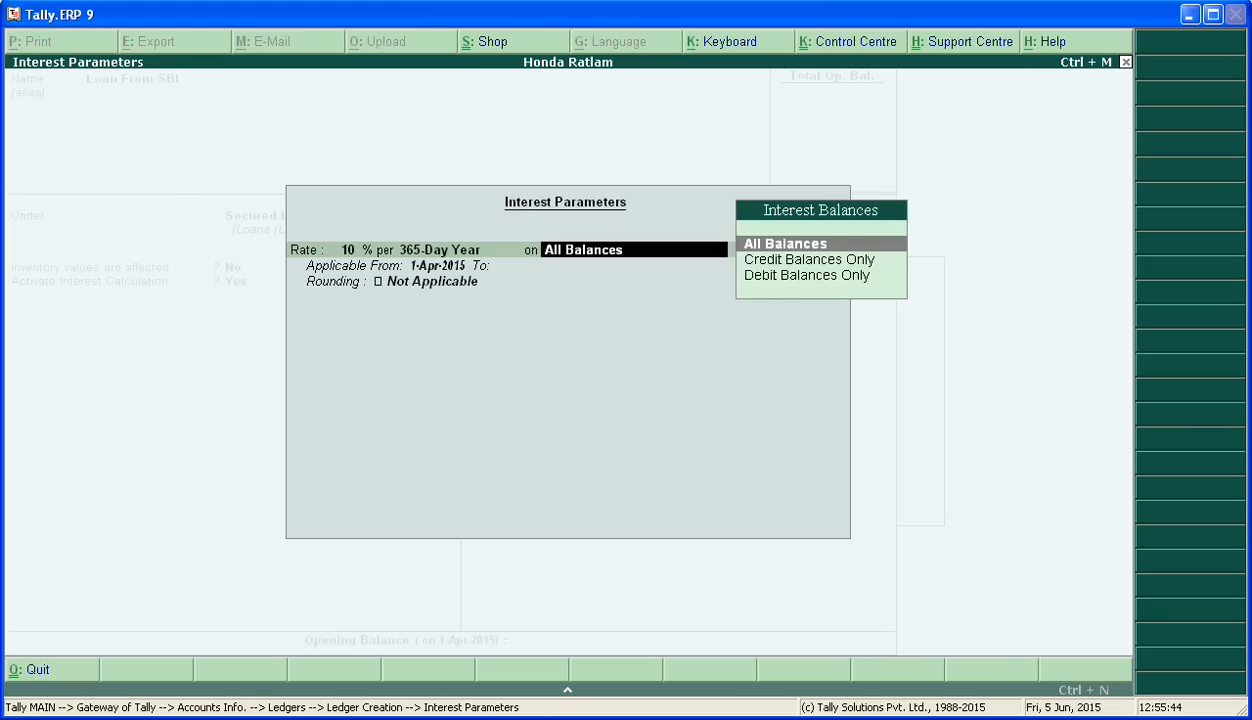 Tally.ERP 9
P: Print E: Export M: E-Mail O: Upload S: Shop G: Language K: Keyboard K: Control Centre H: Support Centre H: Help
Interest Parameters Honda Ratlam Ctrl + M
Name Loan From SBI Total Op. Bal.
(alias)
Interest Parameters
Interest Balances
Under Secured L
(Loans (L
Rate : 10 % per 365-Day Year on All Balances
All Balances
Credit Balances Only
Debit Balances Only
Applicable From: 1-Apr-2015 To:
Rounding : Not Applicable
Inventory values are affected ? No
Activate Interest Calculation ? Yes
Opening Balance ( on 1-Apr-2015) :
Q: Quit
Ctrl + N
Tally MAIN --> Gateway of Tally --> Accounts Info. --> Ledgers --> Ledger Creation --> Interest Parameters (c) Tally Solutions Pvt. Ltd., 1988-2015 Fri, 5 Jun, 2015 12:55:44